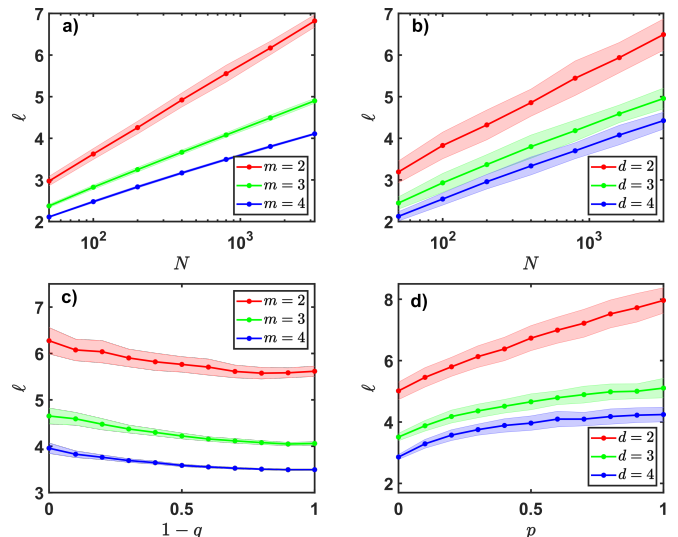 a)
7
6
5
4
3
2
ℓ
10²
10³
N
m = 2
m = 3
m = 4
b)
7
6
5
4
3
2
ℓ
10²
10³
N
d = 2
d = 3
d = 4
c)
7
6
5
4
3
ℓ
0
0.5
1
1 − q
m = 2
m = 3
m = 4
d)
8
6
4
2
ℓ
0
0.5
1
p
d = 2
d = 3
d = 4